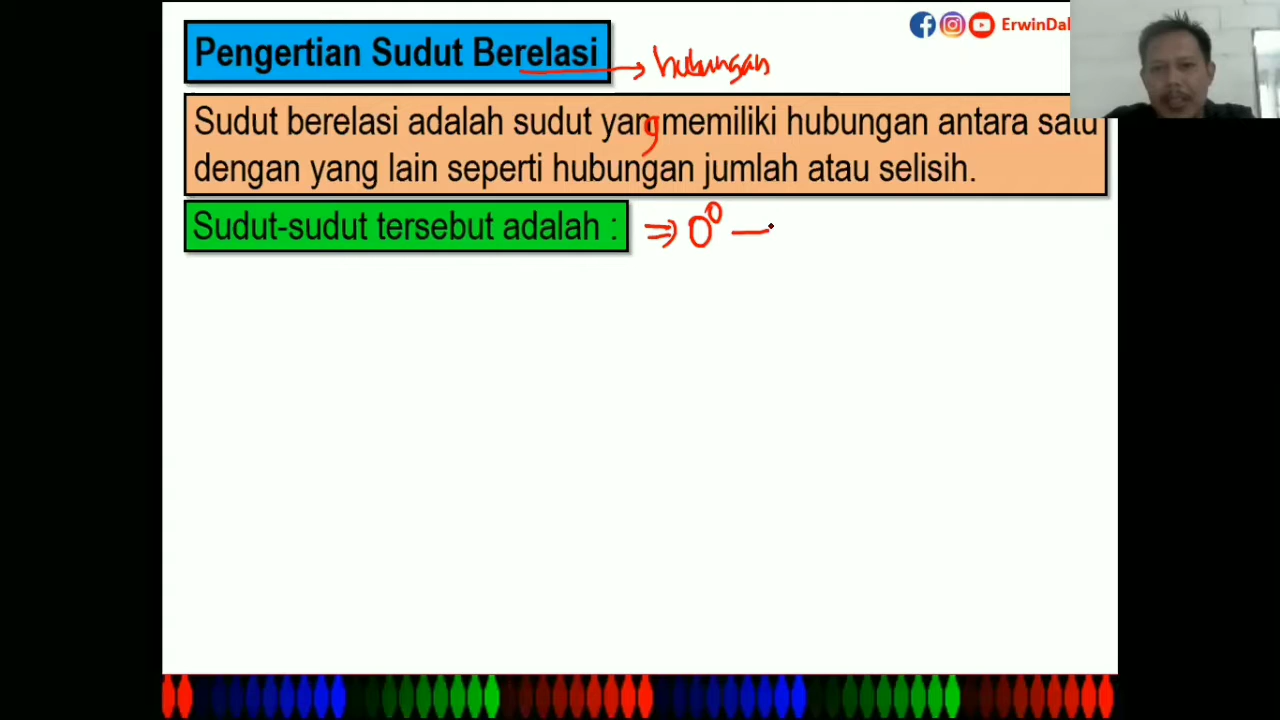 Pengertian Sudut Berelasi → hubungan
ErwinDal
Sudut berelasi adalah sudut yang memiliki hubungan antara satu
dengan yang lain seperti hubungan jumlah atau selisih.
Sudut-sudut tersebut adalah : ⇒ 0⁰ —